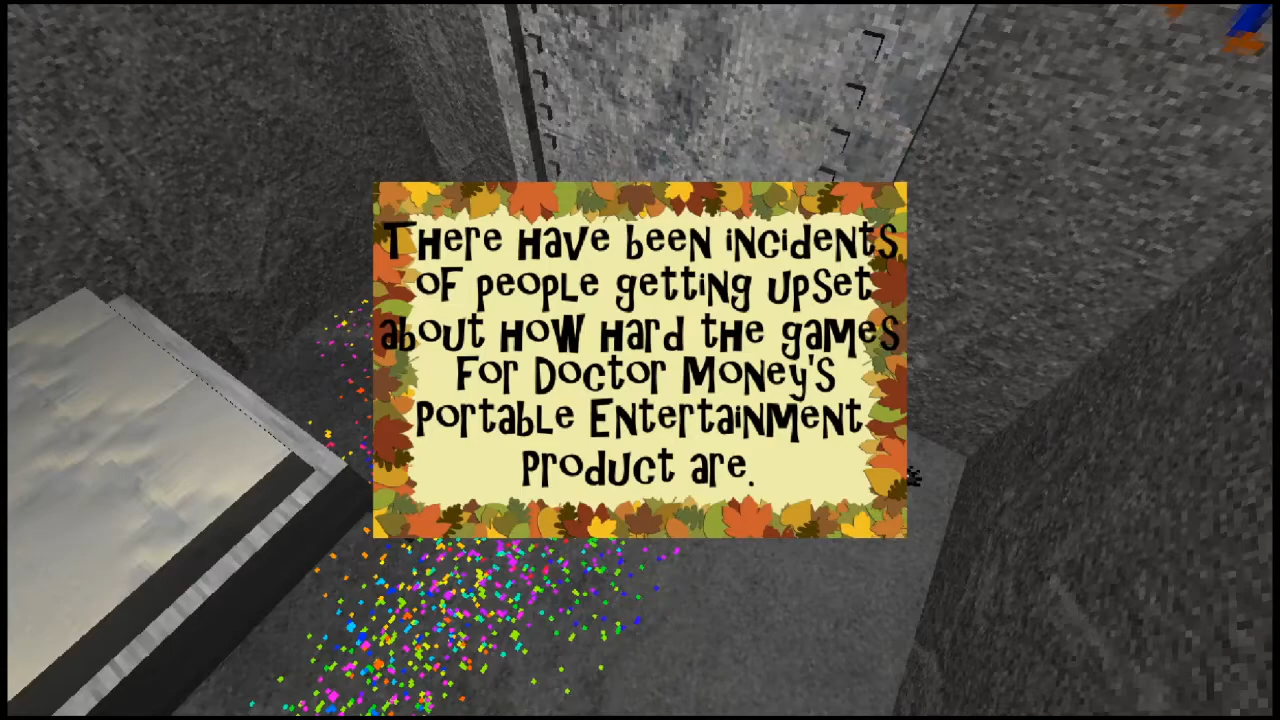 There have been incidents
of people getting upset
about how hard the games
for Doctor Money's
Portable Entertainment
Product are.